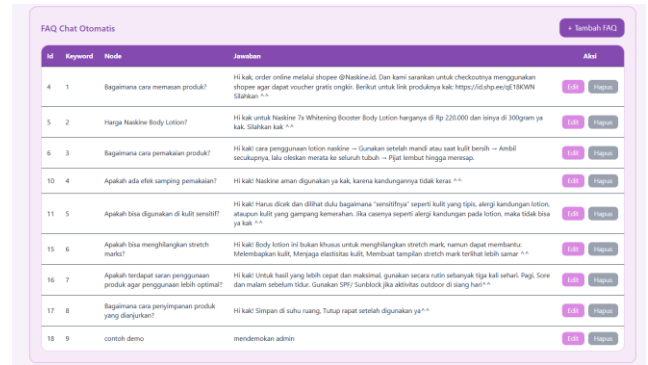 FAQ Chat Otomatis
+ Tambah FAQ
Id Keyword Node Jawaban Aksi
4 1 Bagaimana cara memasan produk? Hi kak, order online melalui shopee @Naskine.id. Dan kami sarankan untuk checkoutnya menggunakan
shopee agar dapat voucher gratis ongkir. Berikut untuk link produknya kak: https://id.shp.ee/qE18KWN
Silahkan ^^ Edit Hapus
5 2 Harga Naskine Body Lotion? Hi kak untuk Naskine 7x Whitening Booster Body Lotion harganya di Rp 220.000 dan isinya di 300gram ya
kak. Silahkan kak ^^ Edit Hapus
6 3 Bagaimana cara pemakaian produk? Hi kak! cara penggunaan lotion naskine → Gunakan setelah mandi atau saat kulit bersih → Ambil
secukupnya, lalu oleskan merata ke seluruh tubuh → Pijat lembut hingga meresap. Edit Hapus
10 4 Apakah ada efek samping pemakaian? Hi kak! Naskine aman digunakan ya kak, karena kandungannya tidak keras ^^ Edit Hapus
11 5 Apakah bisa digunakan di kulit sensitif? Hi kak! Harus dicek dan dilihat dulu bagaimana "sensitifnya" seperti kulit yang tipis, alergi kandungan lotion,
ataupun kulit yang gampang kemerahan. Jika casenya seperti alergi kandungan pada lotion, maka tidak bisa
ya kak ^^ Edit Hapus
15 6 Apakah bisa menghilangkan stretch
marks? Hi kak! Body lotion ini bukan khusus untuk menghilangkan stretch mark, namun dapat membantu:
Melembapkan kulit, Menjaga elastisitas kulit, Membuat tampilan stretch mark terlihat lebih samar ^^ Edit Hapus
16 7 Apakah terdapat saran penggunaan
produk agar penggunaan lebih optimal? Hi kak! Untuk hasil yang lebih cepat dan maksimal, gunakan secara rutin sebanyak tiga kali sehari. Pagi, Sore
dan malam sebelum tidur. Gunakan SPF/ Sunblock jika aktivitas outdoor di siang hari^^ Edit Hapus
17 8 Bagaimana cara penyimpanan produk
yang dianjurkan? Hi kak! Simpan di suhu ruang, Tutup rapat setelah digunakan ya^^ Edit Hapus
18 9 contoh demo mendemokan admin Edit Hapus